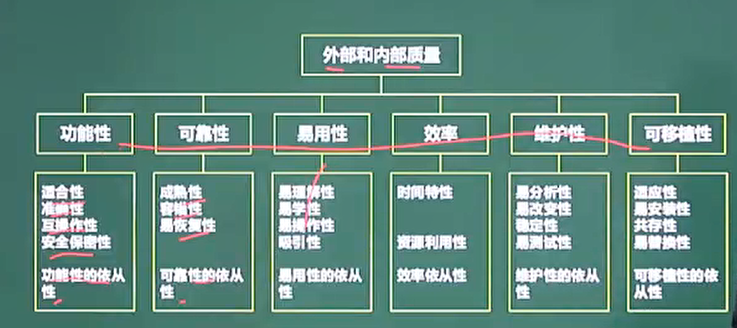 外部和内部质量
功能性
可靠性
易用性
效率
维护性
可移植性
适合性
准确性
互操作性
安全保密性
功能性的依从
性
成熟性
容错性
易恢复性
可靠性的依从
性
易理解性
易学性
易操作性
吸引性
易用性的依从
性
时间特性
资源利用性
效率依从性
易分析性
易改变性
稳定性
易测试性
维护性的依从
性
适应性
易安装性
共存性
易替换性
可移植性的依
从性